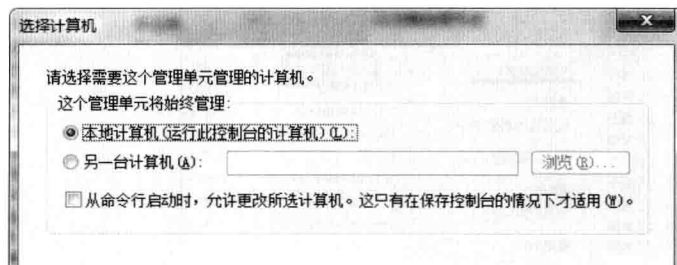 选择计算机
请选择需要这个管理单元管理的计算机。
这个管理单元将始终管理:
本地计算机(运行此控制台的计算机)(L):
另一台计算机(A):
浏览(R)...
从命令行启动时，允许更改所选计算机。这只有在保存控制台的情况下才适用(W)。